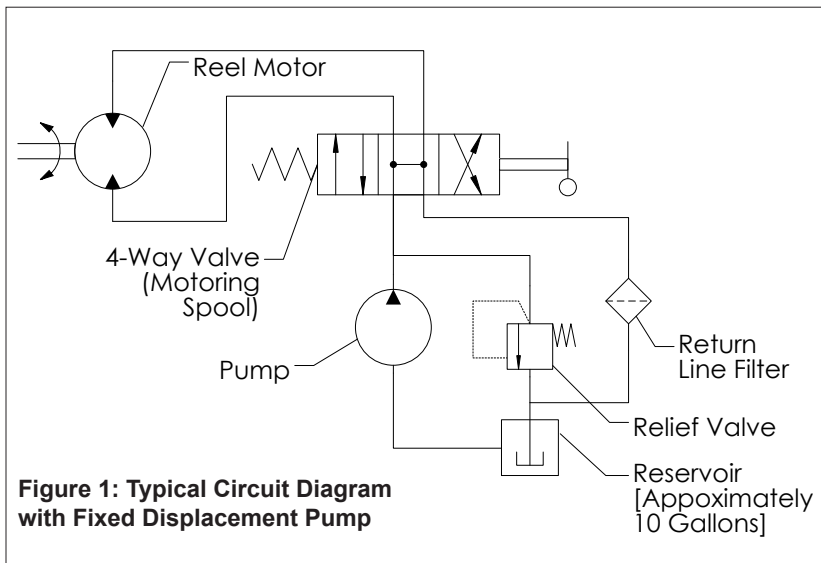 Reel Motor
4-Way Valve
(Motoring
Spool)
Pump
Return
Line Filter
Relief Valve
Reservoir
[Appoximately
10 Gallons]
Figure 1: Typical Circuit Diagram
with Fixed Displacement Pump